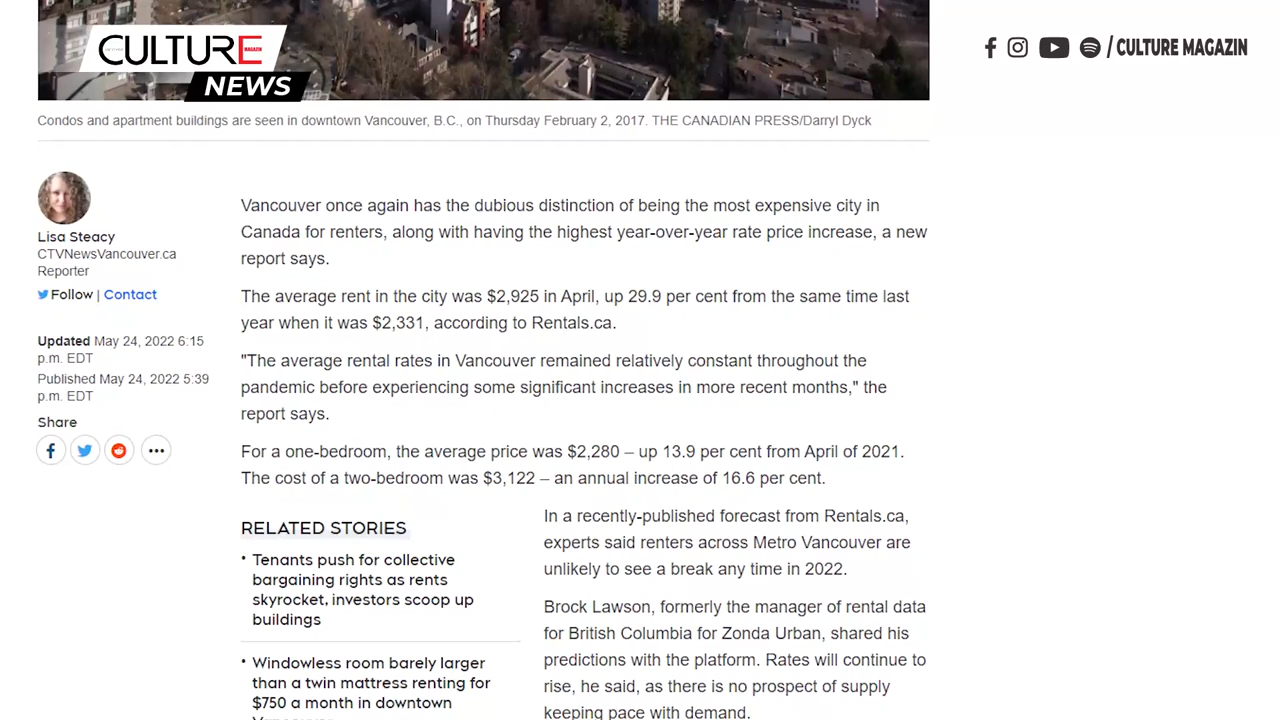 CULTURE
MAGAZIN
NEWS
/ CULTURE MAGAZIN
Condos and apartment buildings are seen in downtown Vancouver, B.C., on Thursday February 2, 2017. THE CANADIAN PRESS/Darryl Dyck
Lisa Steacy
CTVNewsVancouver.ca
Reporter
Follow | Contact
Updated May 24, 2022 6:15
p.m. EDT
Published May 24, 2022 5:39
p.m. EDT
Share
Vancouver once again has the dubious distinction of being the most expensive city in
Canada for renters, along with having the highest year-over-year rate price increase, a new
report says.
The average rent in the city was $2,925 in April, up 29.9 per cent from the same time last
year when it was $2,331, according to Rentals.ca.
"The average rental rates in Vancouver remained relatively constant throughout the
pandemic before experiencing some significant increases in more recent months," the
report says.
For a one-bedroom, the average price was $2,280 – up 13.9 per cent from April of 2021.
The cost of a two-bedroom was $3,122 – an annual increase of 16.6 per cent.
RELATED STORIES
• Tenants push for collective
bargaining rights as rents
skyrocket, investors scoop up
buildings
• Windowless room barely larger
than a twin mattress renting for
$750 a month in downtown
In a recently-published forecast from Rentals.ca,
experts said renters across Metro Vancouver are
unlikely to see a break any time in 2022.
Brock Lawson, formerly the manager of rental data
for British Columbia for Zonda Urban, shared his
predictions with the platform. Rates will continue to
rise, he said, as there is no prospect of supply
keeping pace with demand.